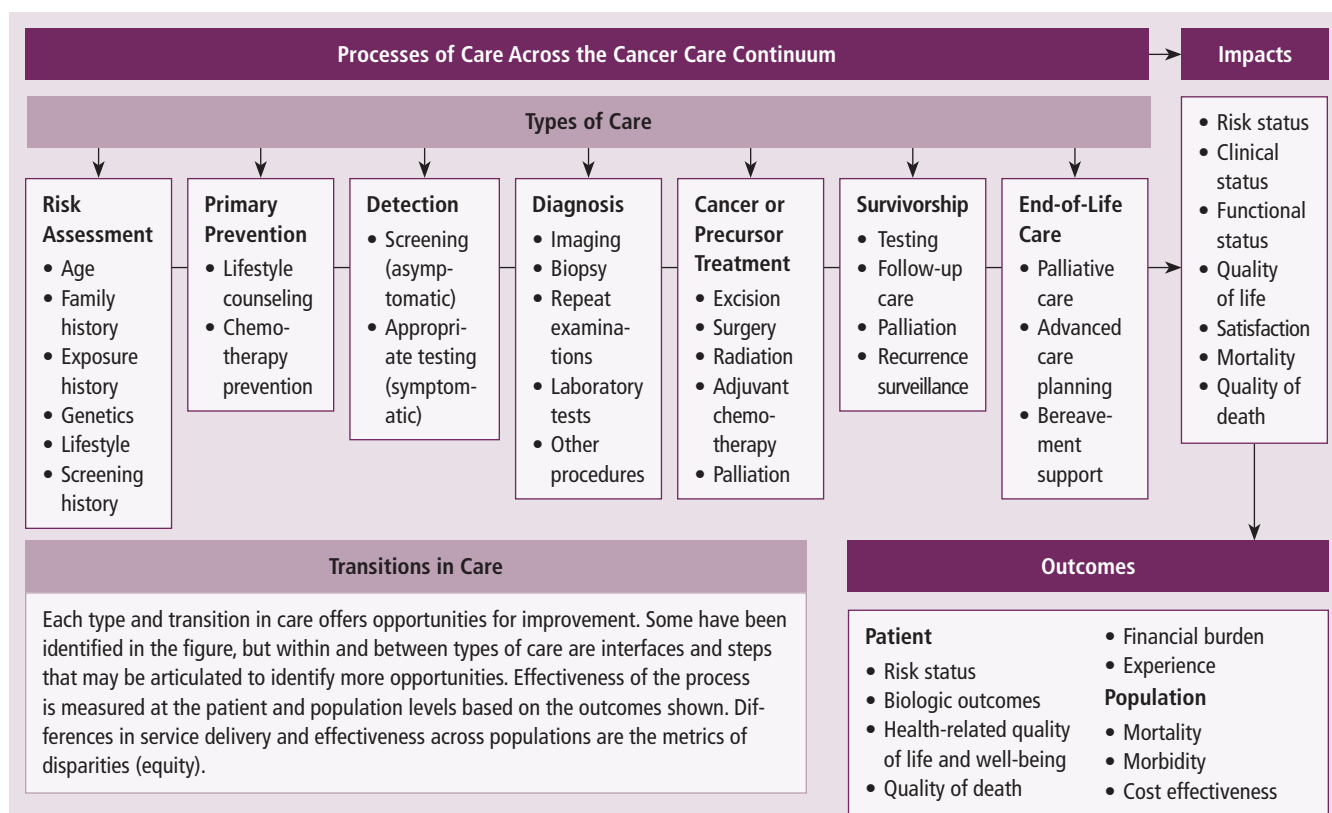 Processes of Care Across the Cancer Care Continuum
Impacts
Types of Care
Risk
Assessment
• Age
• Family
history
• Exposure
history
• Genetics
• Lifestyle
• Screening
history
Primary
Prevention
• Lifestyle
counseling
• Chemo-
therapy
prevention
Detection
• Screening
(asymp-
tomatic)
• Appropri-
ate testing
(symptom-
atic)
Diagnosis
• Imaging
• Biopsy
• Repeat
examina-
tions
• Laboratory
tests
• Other
procedures
Cancer or
Precursor
Treatment
• Excision
• Surgery
• Radiation
• Adjuvant
chemo-
therapy
• Palliation
Survivorship
• Testing
• Follow-up
care
• Palliation
• Recurrence
surveillance
End-of-Life
Care
• Palliative
care
• Advanced
care
planning
• Bereave-
ment
support
• Risk status
• Clinical
status
• Functional
status
• Quality
of life
• Satisfaction
• Mortality
• Quality of
death
Transitions in Care
Each type and transition in care offers opportunities for improvement. Some have been
identified in the figure, but within and between types of care are interfaces and steps
that may be articulated to identify more opportunities. Effectiveness of the process
is measured at the patient and population levels based on the outcomes shown. Dif-
ferences in service delivery and effectiveness across populations are the metrics of
disparities (equity).
Outcomes
Patient
• Risk status
• Biologic outcomes
• Health-related quality
of life and well-being
• Quality of death
• Financial burden
• Experience
Population
• Mortality
• Morbidity
• Cost effectiveness